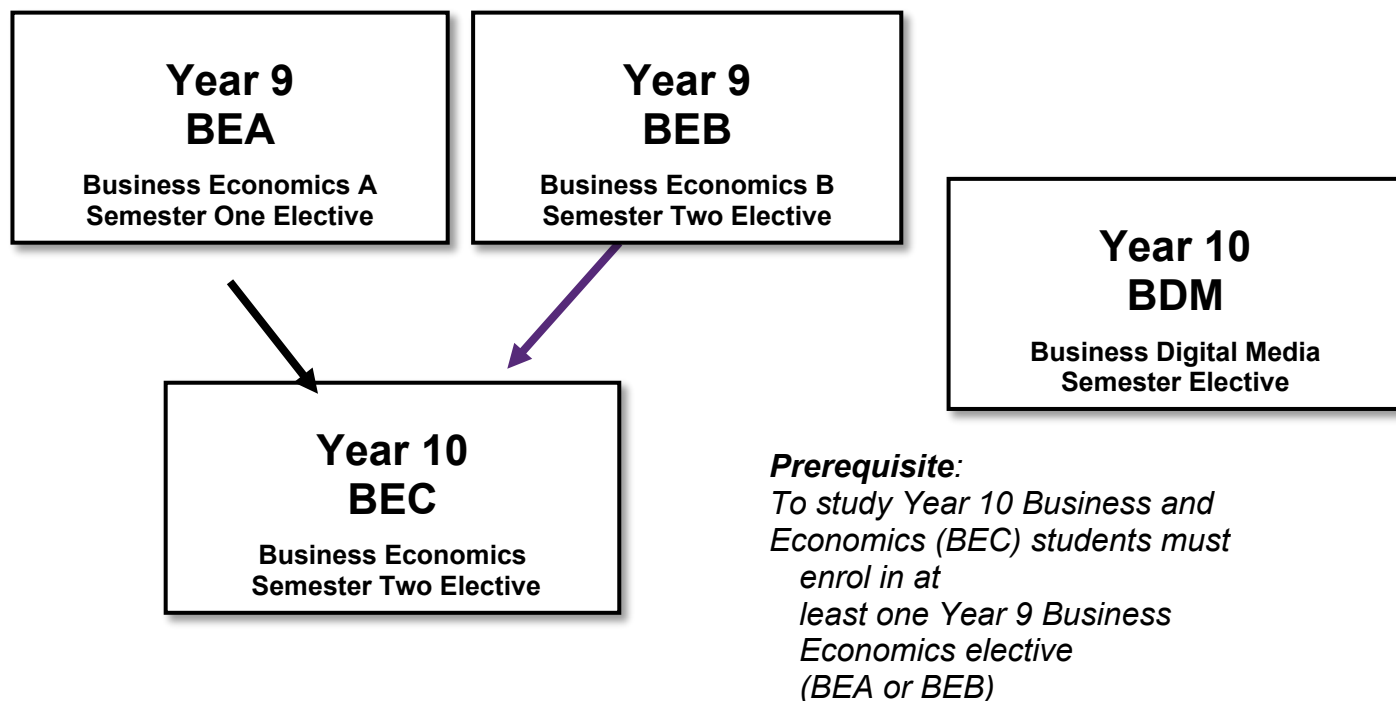 Year 9
BEA
Business Economics A
Semester One Elective
Year 9
BEB
Business Economics B
Semester Two Elective
Year 10
BDM
Business Digital Media
Semester Elective
Year 10
BEC
Business Economics
Semester Two Elective
Prerequisite:
To study Year 10 Business and
Economics (BEC) students must
enrol in at
least one Year 9 Business
Economics elective
(BEA or BEB)